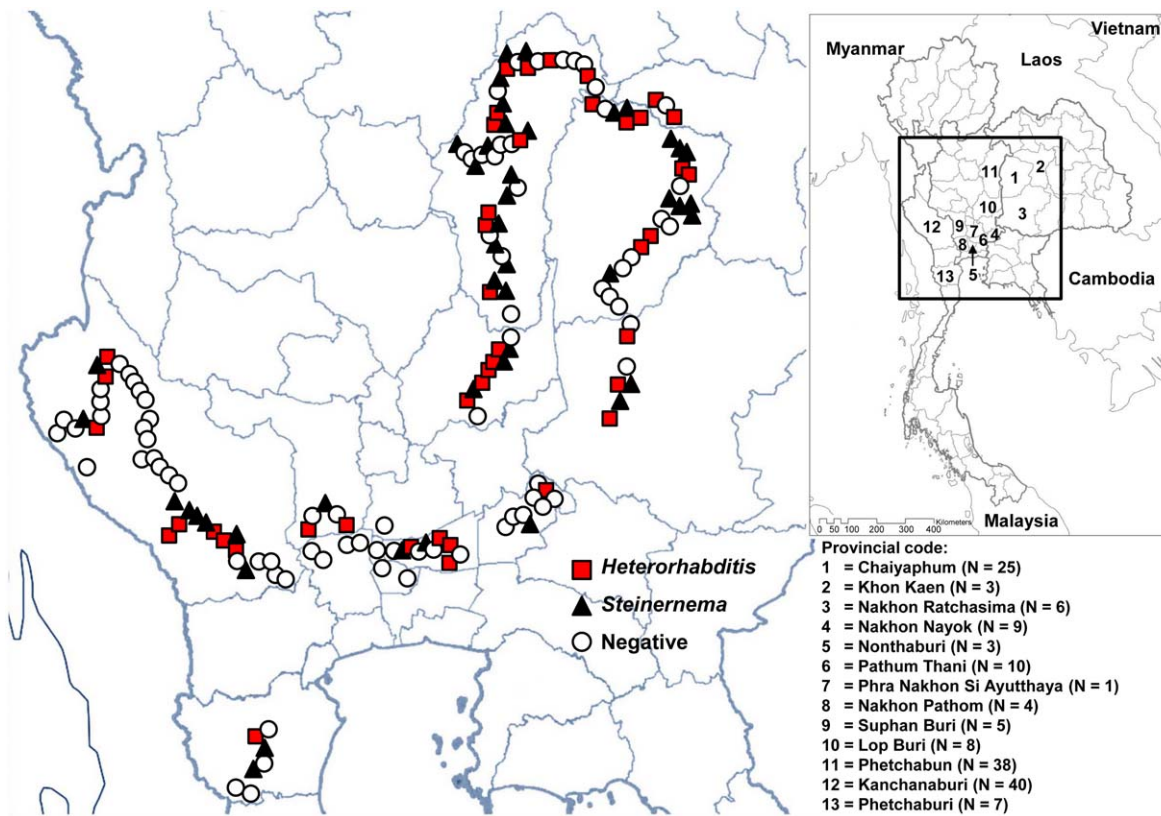 Heterorhabditis
Steinernema
Negative
Vietnam
Myanmar
Laos
11
1
2
10
3
12
9
7
4
8
6
13
5
Cambodia
0 50 100 200 300 400
Kilometers
Malaysia
Provincial code:
1 = Chaiyaphum (N = 25)
2 = Khon Kaen (N = 3)
3 = Nakhon Ratchasima (N = 6)
4 = Nakhon Nayok (N = 9)
5 = Nonthaburi (N = 3)
6 = Pathum Thani (N = 10)
7 = Phra Nakhon Si Ayutthaya (N = 1)
8 = Nakhon Pathom (N = 4)
9 = Suphan Buri (N = 5)
10 = Lop Buri (N = 8)
11 = Phetchabun (N = 38)
12 = Kanchanaburi (N = 40)
13 = Phetchaburi (N = 7)